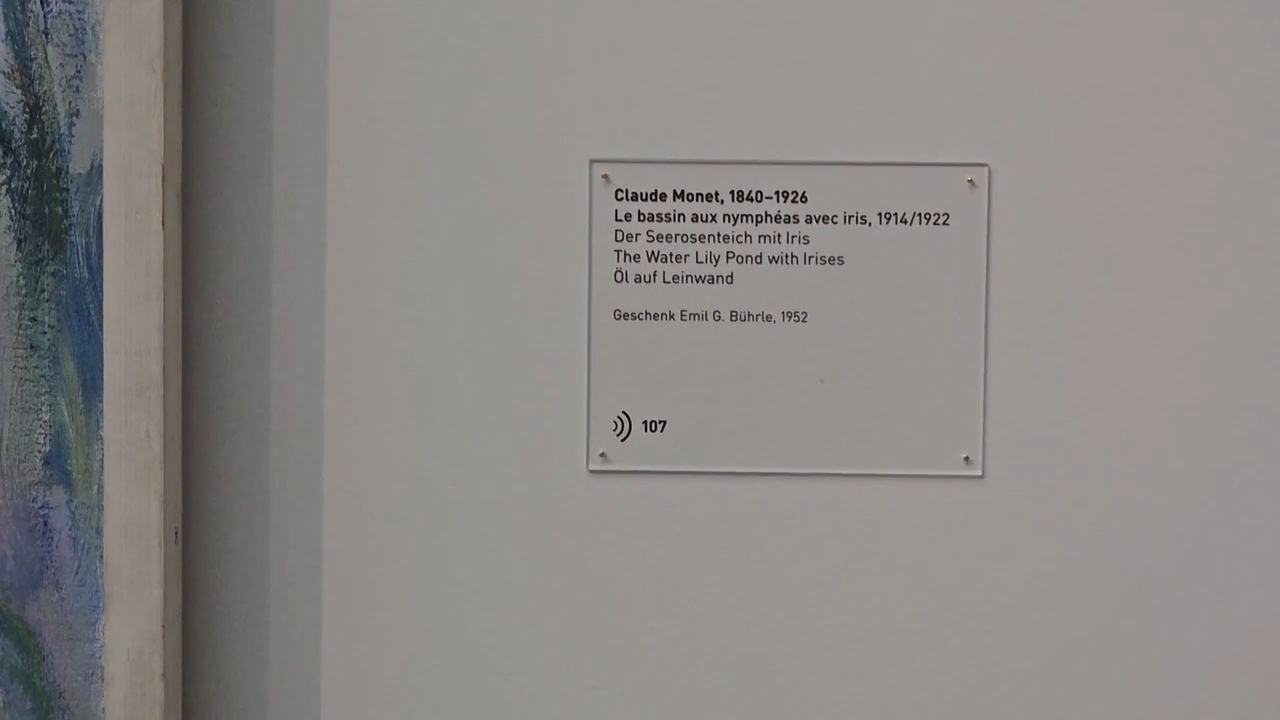 Claude Monet, 1840–1926
Le bassin aux nymphéas avec iris, 1914/1922
Der Seerosenteich mit Iris
The Water Lily Pond with Irises
Öl auf Leinwand
Geschenk Emil G. Bührle, 1952
107